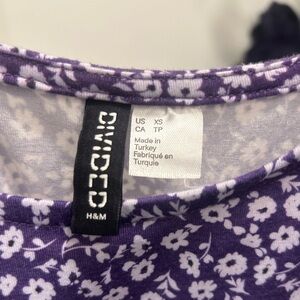 DIVIDED
H&M
US XS
CA TP
Made in
Turkey
Fabriqué en
Turquie